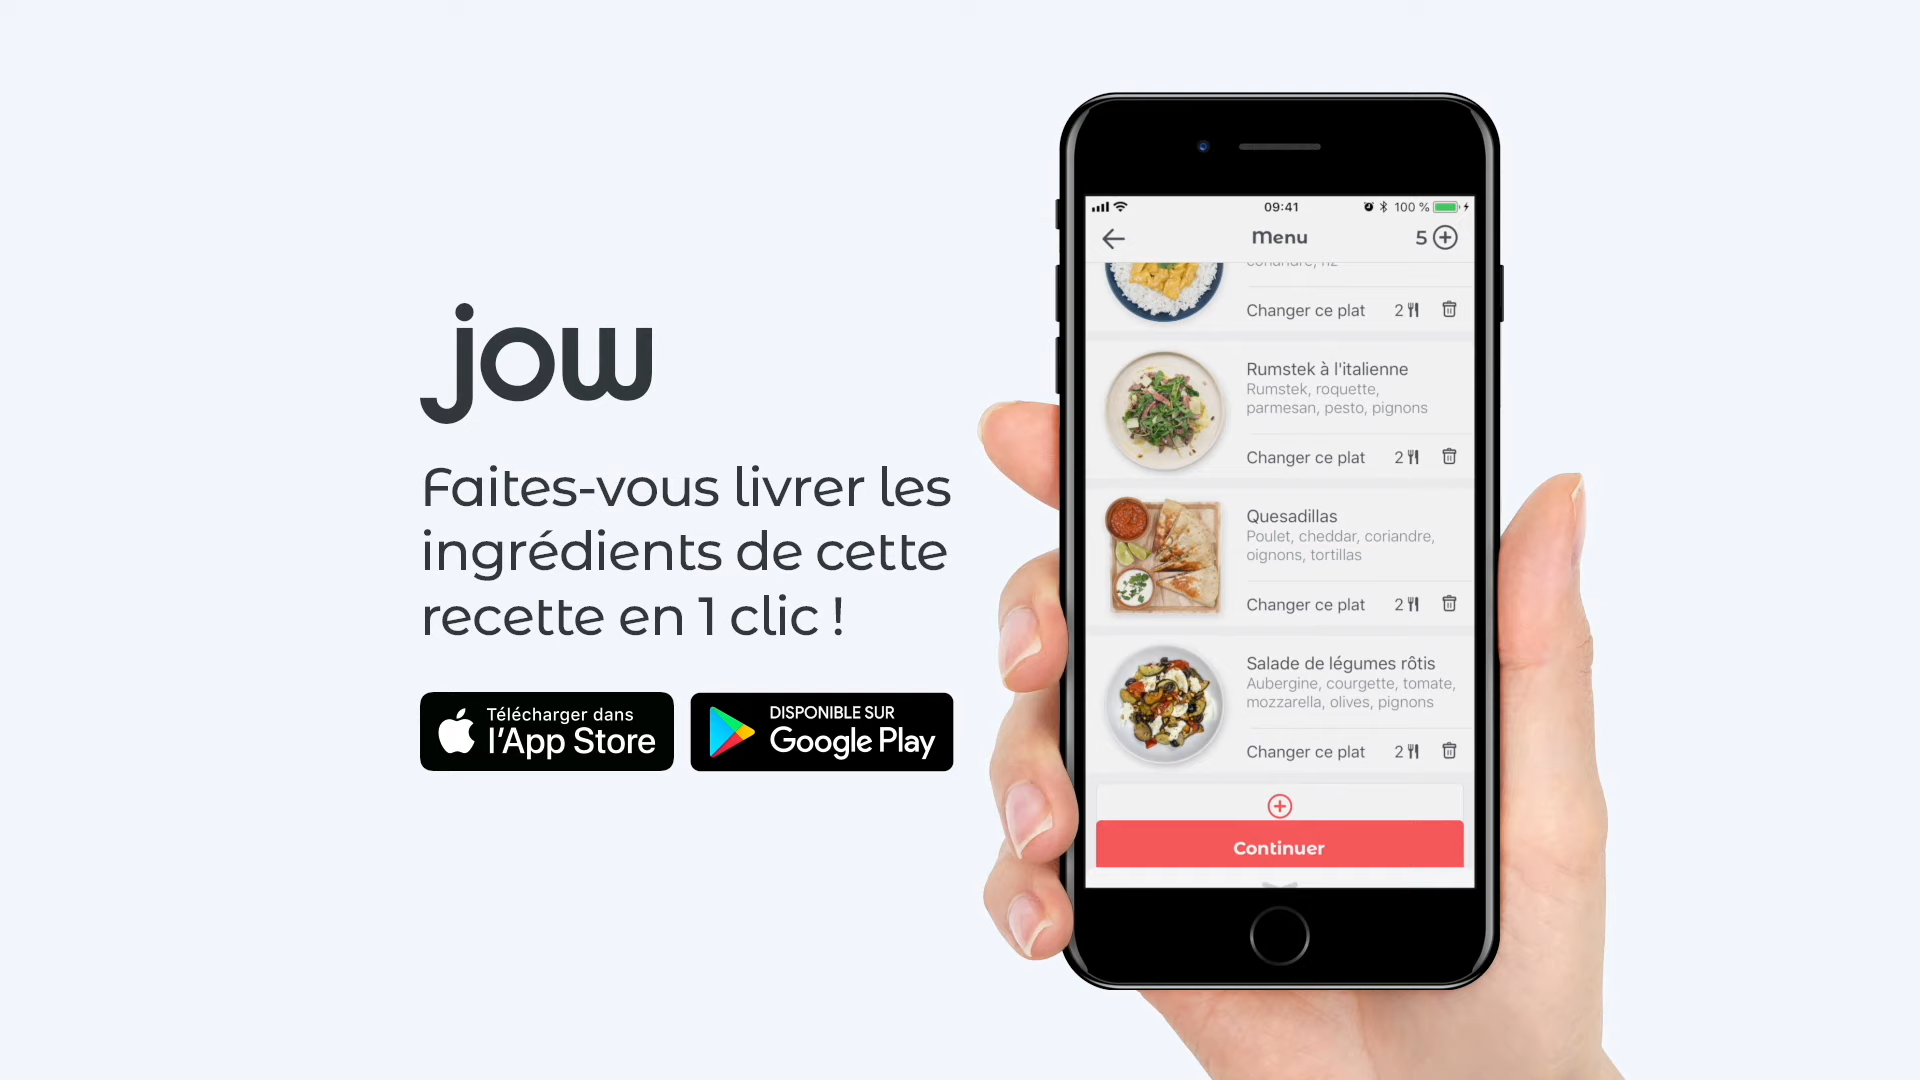 jow
Faites-vous livrer les
ingrédients de cette
recette en 1 clic !
Télécharger dans
l'App Store
DISPONIBLE SUR
Google Play
09:41
100 %
Menu
5
Changer ce plat
2
Rumstek à l'italienne
Rumstek, roquette,
parmesan, pesto, pignons
Changer ce plat
2
Quesadillas
Poulet, cheddar, coriandre,
oignons, tortillas
Changer ce plat
2
Salade de légumes rôtis
Aubergine, courgette, tomate,
mozzarella, olives, pignons
Changer ce plat
2
Continuer